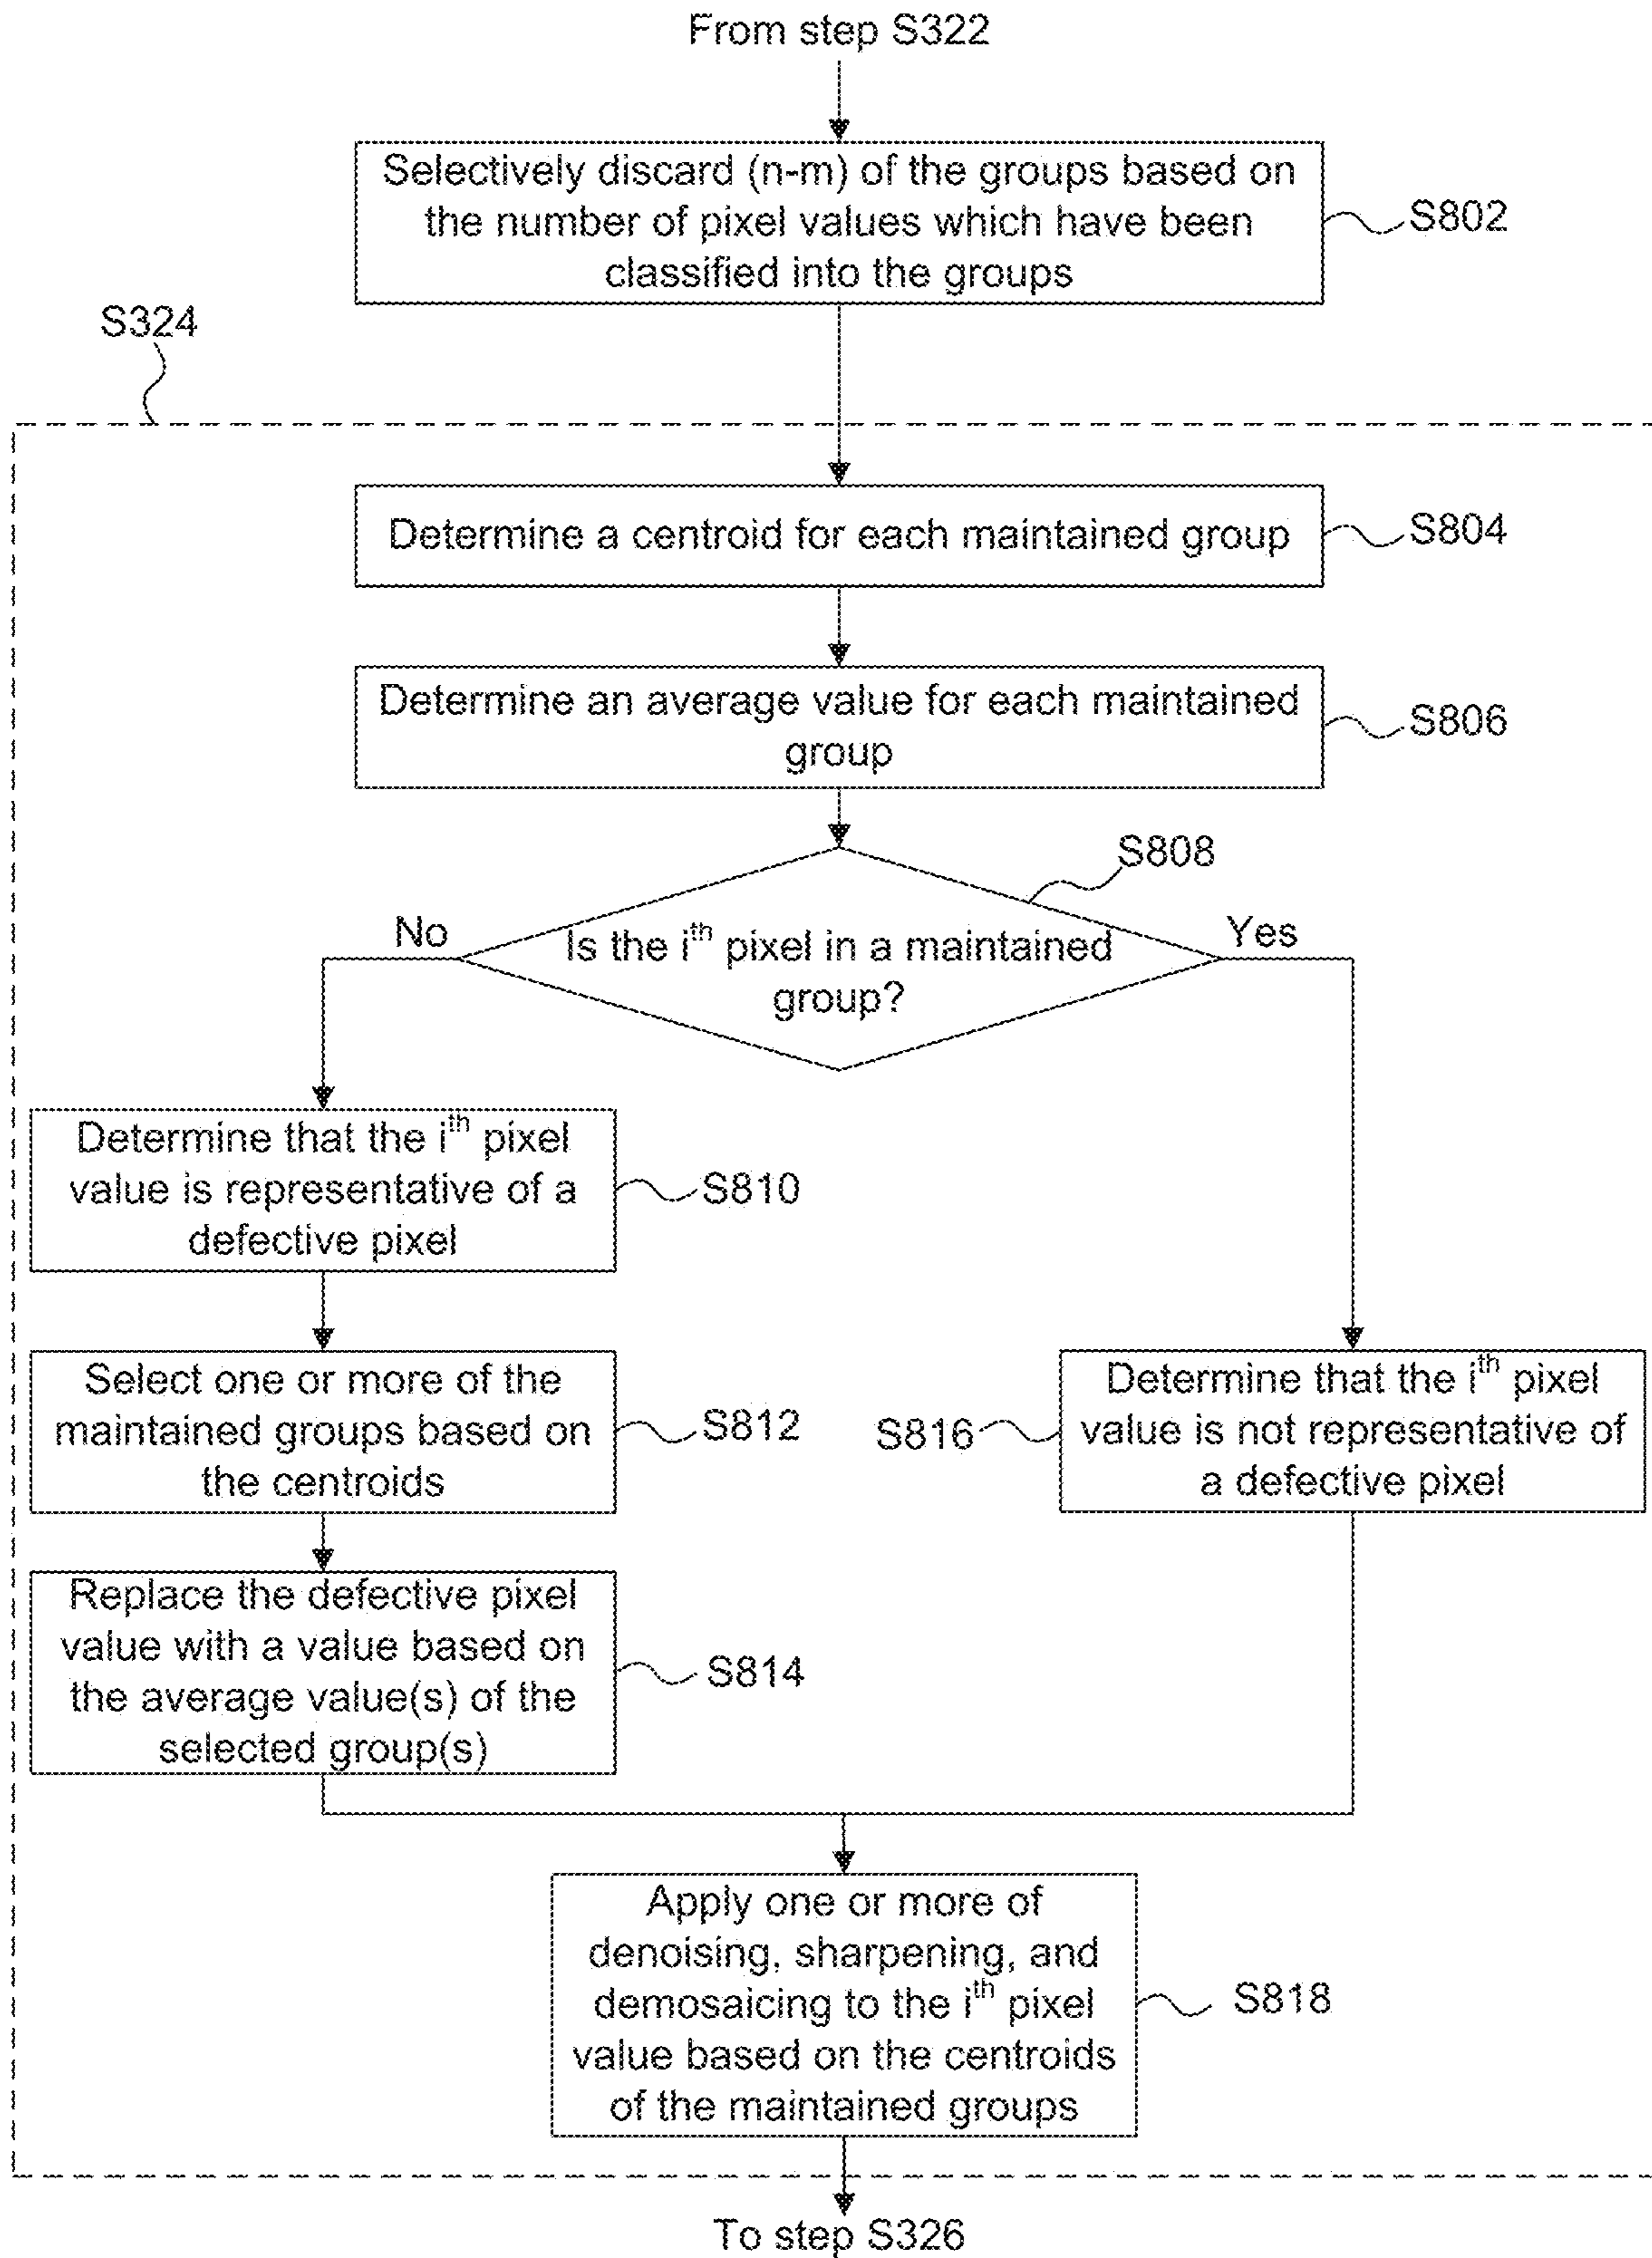 From step S322
Selectively discard (n-m) of the groups based on
the number of pixel values which have been
classified into the groups
S802
S324
Determine a centroid for each maintained group
S804
Determine an average value for each maintained
group
S806
S808
No
Is the iᵗʰ pixel in a maintained
group?
Yes
Determine that the iᵗʰ pixel
value is representative of a
defective pixel
S810
Select one or more of the
maintained groups based on
the centroids
S812
S816
Determine that the iᵗʰ pixel
value is not representative of
a defective pixel
Replace the defective pixel
value with a value based on
the average value(s) of the
selected group(s)
S814
Apply one or more of
denoising, sharpening, and
demosaicing to the iᵗʰ pixel
value based on the centroids
of the maintained groups
S818
To step S326